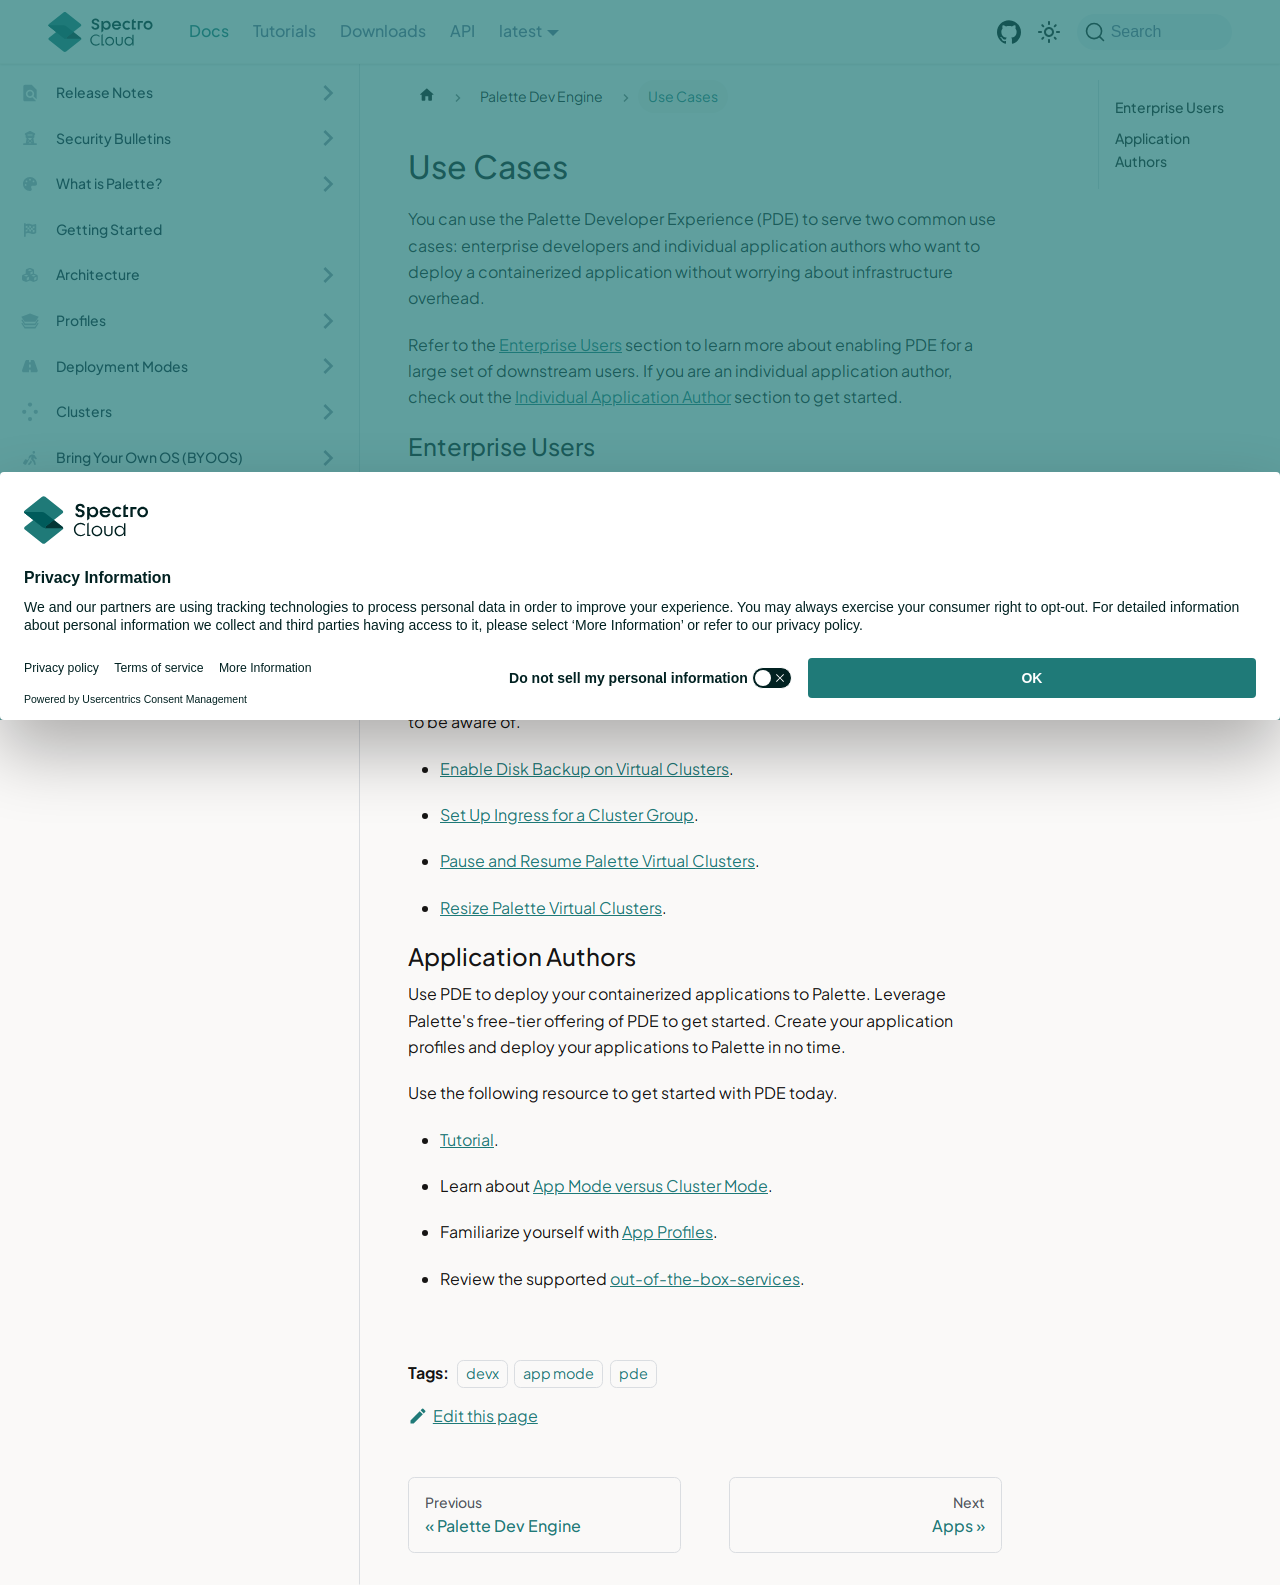 Spectro Cloud
Docs
Tutorials
Downloads
API
latest
Search
Release Notes
Security Bulletins
What is Palette?
Getting Started
Architecture
Profiles
Deployment Modes
Clusters
Bring Your Own OS (BYOOS)
Palette Dev Engine
Use Cases
Enterprise Users
Application
Authors
Use Cases
You can use the Palette Developer Experience (PDE) to serve two common use
cases: enterprise developers and individual application authors who want to
deploy a containerized application without worrying about infrastructure
overhead.
Refer to the Enterprise Users section to learn more about enabling PDE for a
large set of downstream users. If you are an individual application author,
check out the Individual Application Author section to get started.
Enterprise Users
Spectro
Cloud
Privacy Information
We and our partners are using tracking technologies to process personal data in order to improve your experience. You may always exercise your consumer right to opt-out. For detailed information
about personal information we collect and third parties having access to it, please select ‘More Information’ or refer to our privacy policy.
Privacy policy
Terms of service
More Information
Powered by Usercentrics Consent Management
Do not sell my personal information
OK
to be aware of.
Enable Disk Backup on Virtual Clusters.
Set Up Ingress for a Cluster Group.
Pause and Resume Palette Virtual Clusters.
Resize Palette Virtual Clusters.
Application Authors
Use PDE to deploy your containerized applications to Palette. Leverage
Palette's free-tier offering of PDE to get started. Create your application
profiles and deploy your applications to Palette in no time.
Use the following resource to get started with PDE today.
Tutorial.
Learn about App Mode versus Cluster Mode.
Familiarize yourself with App Profiles.
Review the supported out-of-the-box-services.
Tags: devx app mode pde
Edit this page
Previous
« Palette Dev Engine
Next
Apps »